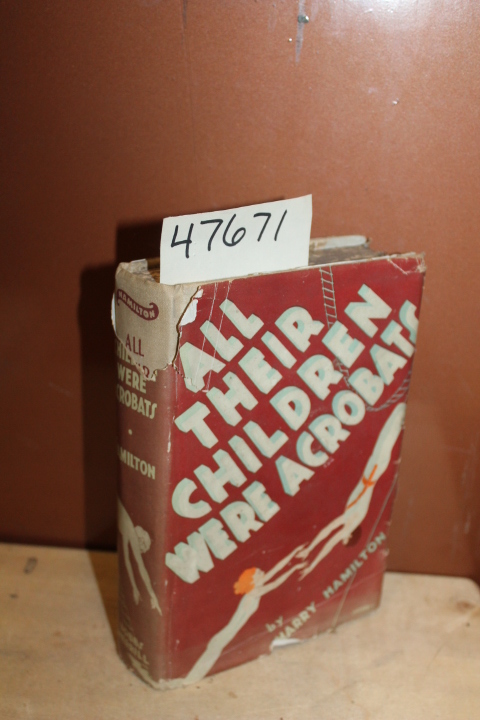 47671
ALL
THEIR
CHILDREN
WERE ACROBATS
by
HARRY HAMILTON
HAMILTON
ALL
WERE
ACROBATS
HAMILTON